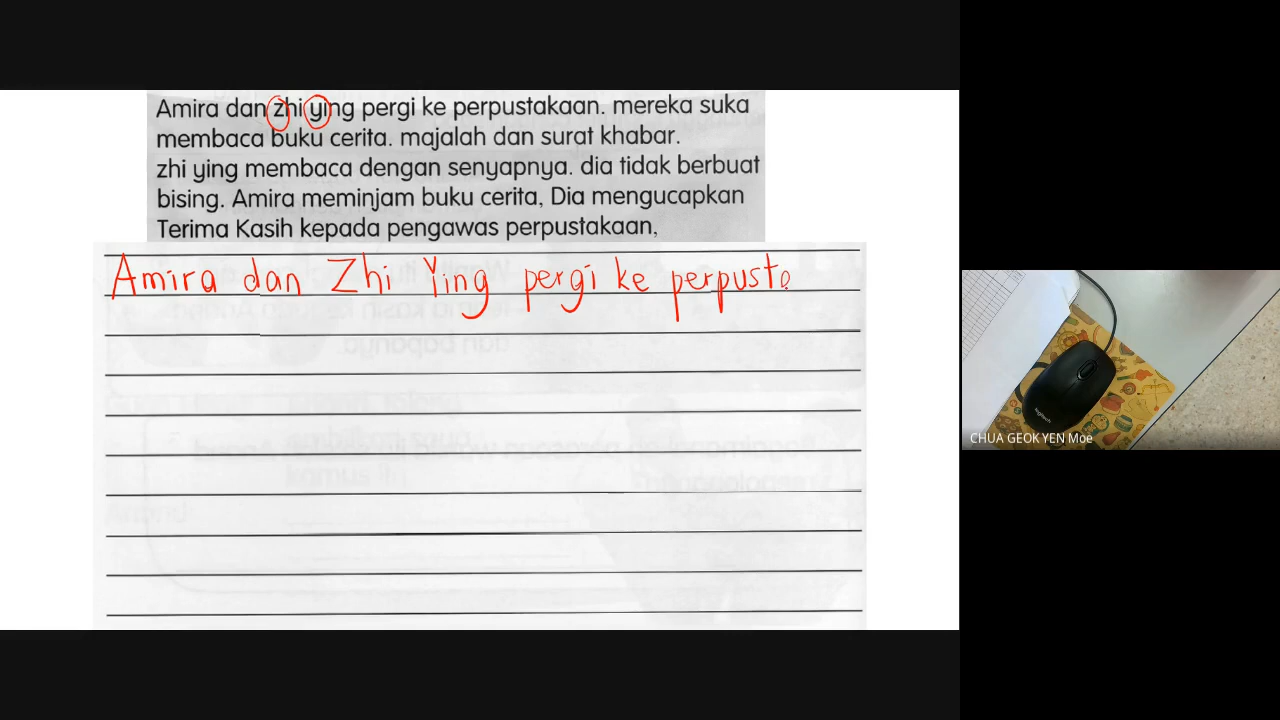 Amira dan zhi ying pergi ke perpustakaan. mereka suka
membaca buku cerita. majalah dan surat khabar.
zhi ying membaca dengan senyapnya. dia tidak berbuat
bising. Amira meminjam buku cerita, Dia mengucapkan
Terima Kasih kepada pengawas perpustakaan,
Amira dan Zhi Ying pergi ke perpusta
logitech
CHUA GEOK YEN Moe